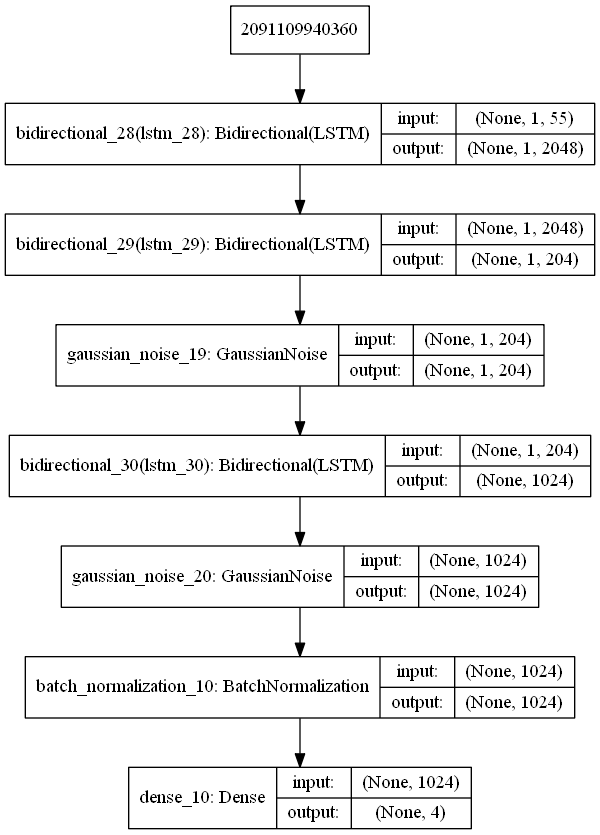 2091109940360
bidirectional_28(lstm_28): Bidirectional(LSTM)
input: (None, 1, 55)
output: (None, 1, 2048)
bidirectional_29(lstm_29): Bidirectional(LSTM)
input: (None, 1, 2048)
output: (None, 1, 204)
gaussian_noise_19: GaussianNoise
input: (None, 1, 204)
output: (None, 1, 204)
bidirectional_30(lstm_30): Bidirectional(LSTM)
input: (None, 1, 204)
output: (None, 1024)
gaussian_noise_20: GaussianNoise
input: (None, 1024)
output: (None, 1024)
batch_normalization_10: BatchNormalization
input: (None, 1024)
output: (None, 1024)
dense_10: Dense
input: (None, 1024)
output: (None, 4)